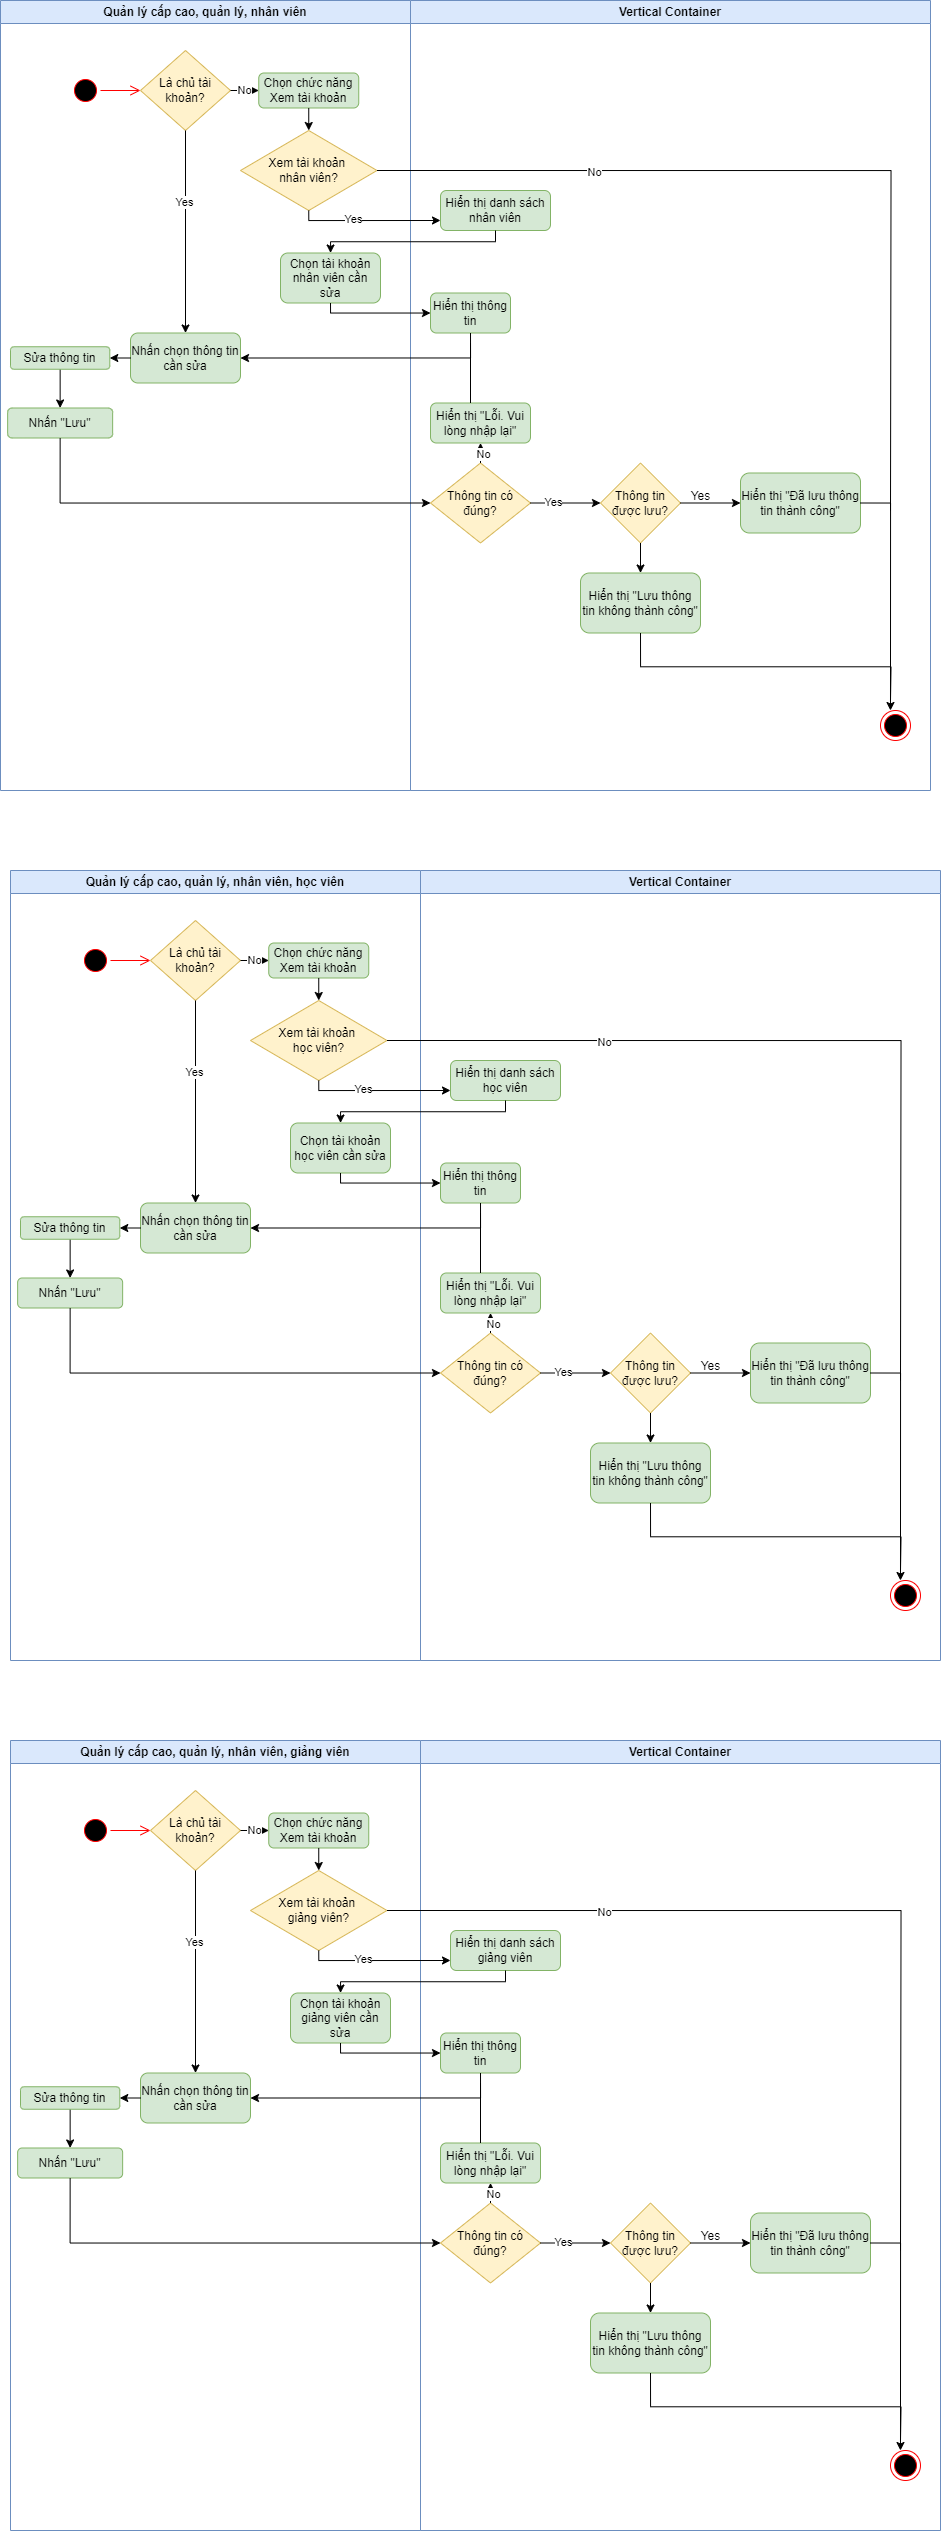 Quản lý cấp cao, quản lý, nhân viên
Vertical Container
Là chủ tài
khoản?
No
Chọn chức năng
Xem tài khoản
Xem tài khoản
nhân viên?
No
Yes
Yes
Hiển thị danh sách
nhân viên
Chọn tài khoản
nhân viên cần
sửa
Hiển thị thông
tin
Nhấn chọn thông tin
cần sửa
Sửa thông tin
Nhấn "Lưu"
Hiển thị "Lỗi. Vui
lòng nhập lại"
No
Thông tin có
đúng?
Yes
Thông tin
được lưu?
Yes
Hiển thị "Đã lưu thông
tin thành công"
Hiển thị "Lưu thông
tin không thành công"
Quản lý cấp cao, quản lý, nhân viên, học viên
Vertical Container
Là chủ tài
khoản?
No
Chọn chức năng
Xem tài khoản
Xem tài khoản
học viên?
No
Yes
Yes
Hiển thị danh sách
học viên
Chọn tài khoản
học viên cần sửa
Hiển thị thông
tin
Nhấn chọn thông tin
cần sửa
Sửa thông tin
Nhấn "Lưu"
Hiển thị "Lỗi. Vui
lòng nhập lại"
No
Thông tin có
đúng?
Yes
Thông tin
được lưu?
Yes
Hiển thị "Đã lưu thông
tin thành công"
Hiển thị "Lưu thông
tin không thành công"
Quản lý cấp cao, quản lý, nhân viên, giảng viên
Vertical Container
Là chủ tài
khoản?
No
Chọn chức năng
Xem tài khoản
Xem tài khoản
giảng viên?
No
Yes
Yes
Hiển thị danh sách
giảng viên
Chọn tài khoản
giảng viên cần
sửa
Hiển thị thông
tin
Nhấn chọn thông tin
cần sửa
Sửa thông tin
Nhấn "Lưu"
Hiển thị "Lỗi. Vui
lòng nhập lại"
No
Thông tin có
đúng?
Yes
Thông tin
được lưu?
Yes
Hiển thị "Đã lưu thông
tin thành công"
Hiển thị "Lưu thông
tin không thành công"